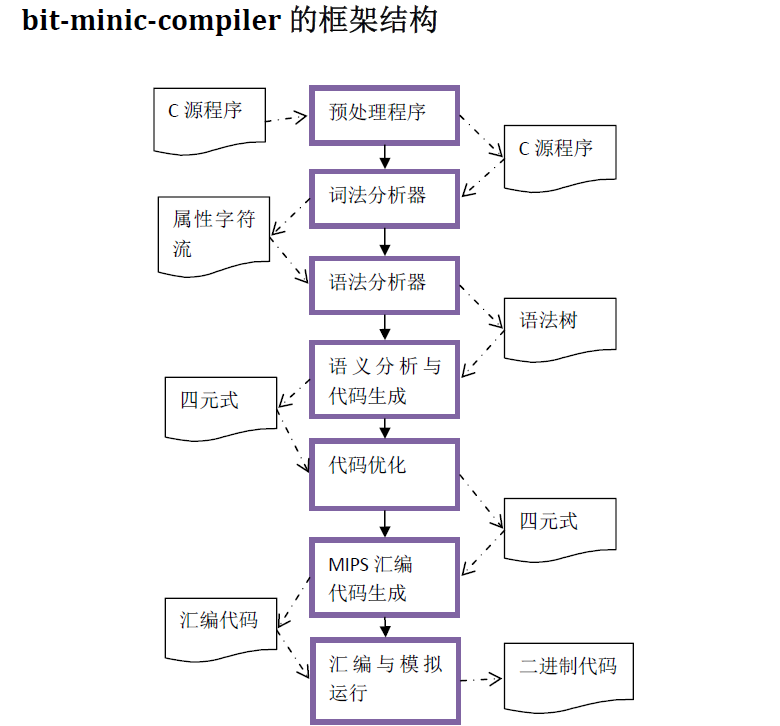 bit-minic-compiler 的框架结构
C 源程序
预处理程序
C 源程序
词法分析器
属性字符
流
语法分析器
语法树
语义分析与
代码生成
四元式
代码优化
四元式
MIPS 汇编
代码生成
汇编代码
汇编与模拟
运行
二进制代码